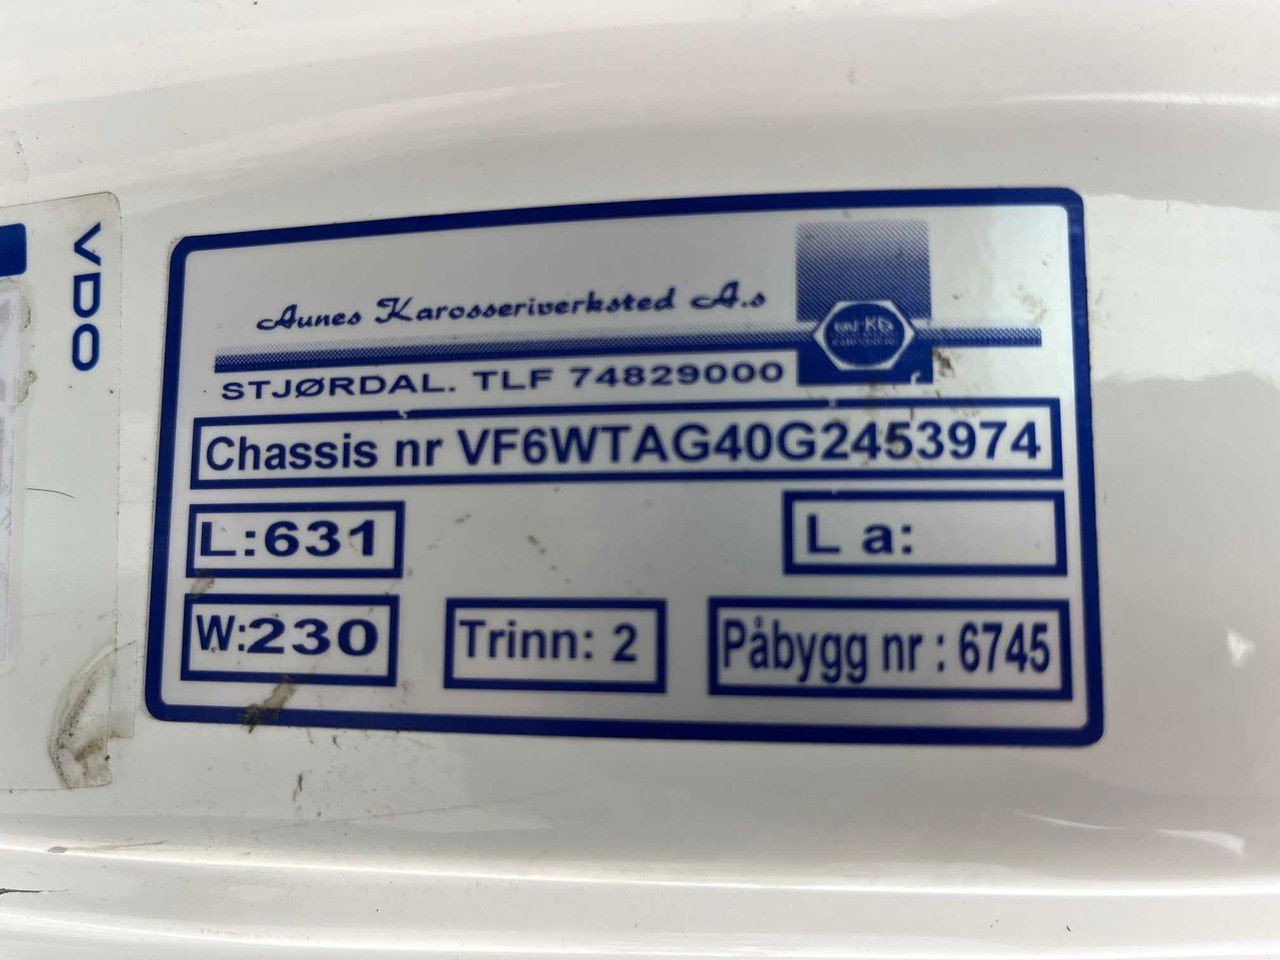 VDO
Aunes Karosseriverksted A.s
STJØRDAL. TLF 74829000
Chassis nr VF6WTAG40G2453974
L:631
L a:
W:230
Trinn: 2
Påbygg nr : 6745